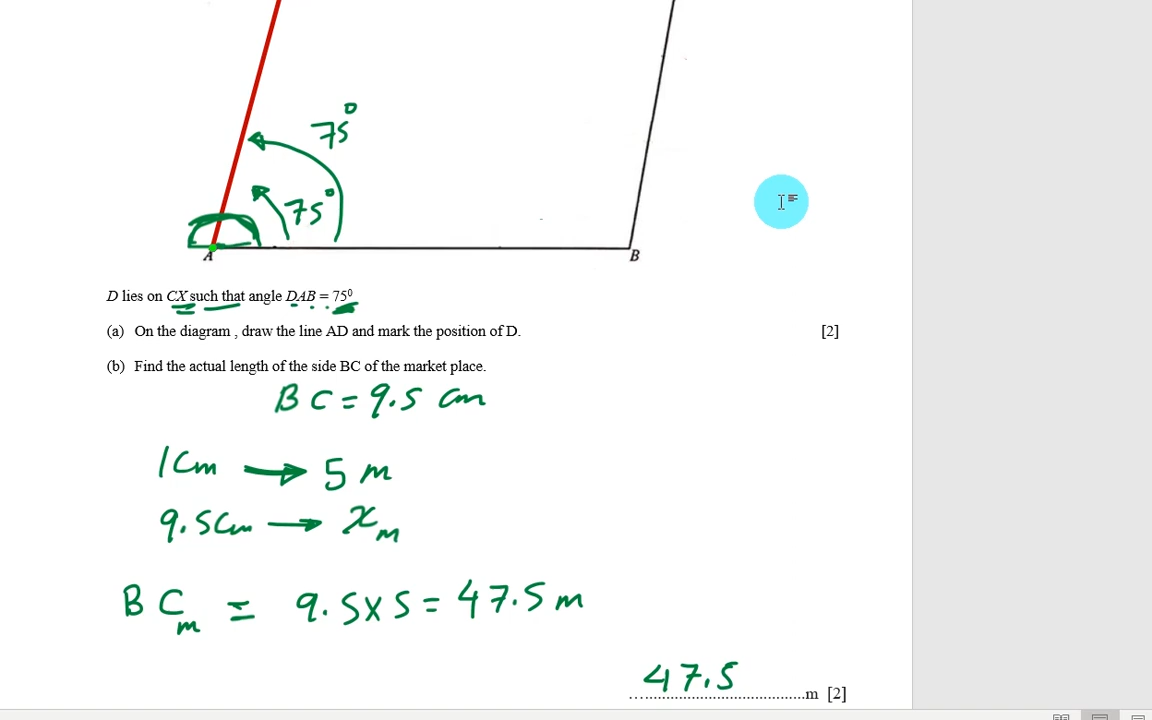 75°
75°
A
B
D lies on CX such that angle DAB = 75⁰
(a) On the diagram , draw the line AD and mark the position of D. [2]
(b) Find the actual length of the side BC of the market place.
BC = 9.5 cm
1cm → 5 m
9.5cm → x m
BC m = 9.5 x 5 = 47.5 m
47.5
........................................m [2]